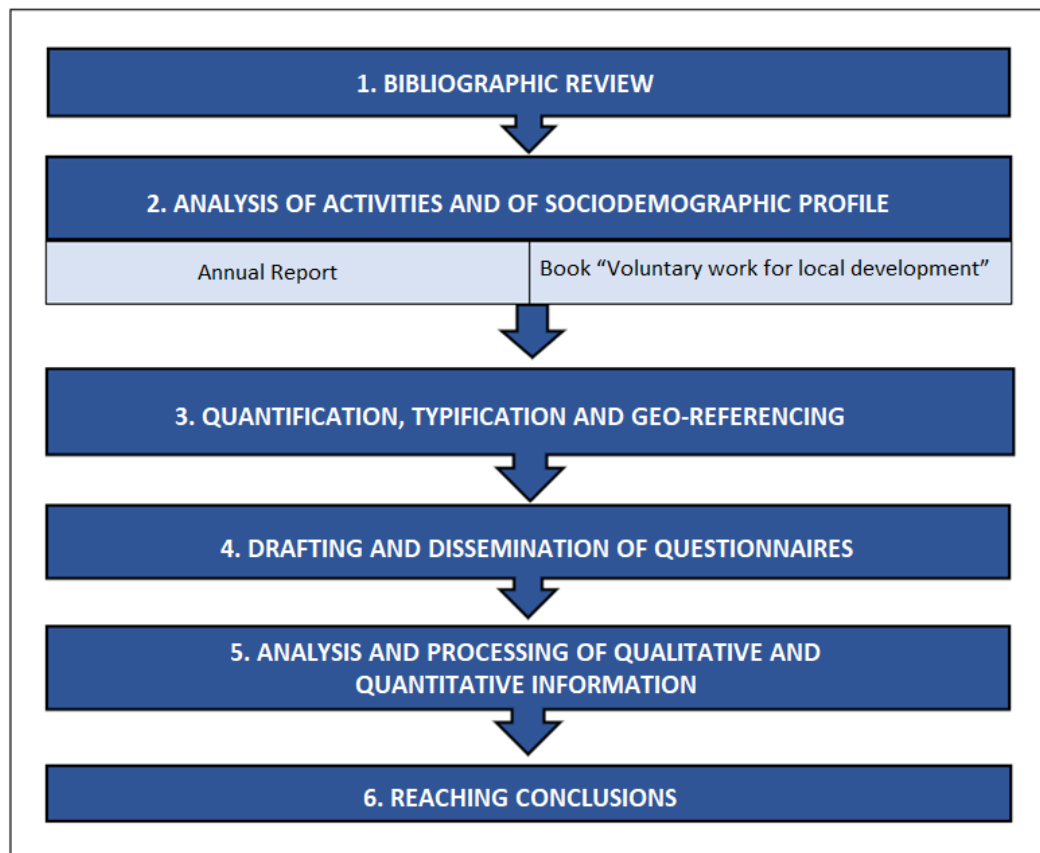 1. BIBLIOGRAPHIC REVIEW
2. ANALYSIS OF ACTIVITIES AND OF SOCIODEMOGRAPHIC PROFILE
Annual Report
Book “Voluntary work for local development”
3. QUANTIFICATION, TYPIFICATION AND GEO-REFERENCING
4. DRAFTING AND DISSEMINATION OF QUESTIONNAIRES
5. ANALYSIS AND PROCESSING OF QUALITATIVE AND
QUANTITATIVE INFORMATION
6. REACHING CONCLUSIONS